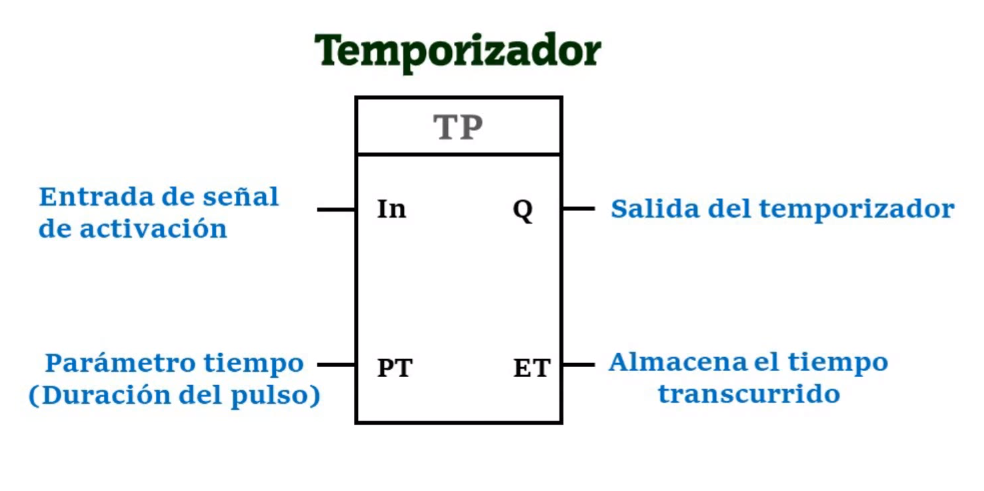 Temporizador
TP
Entrada de señal
de activación
In
Q
Salida del temporizador
Parámetro tiempo
(Duración del pulso)
PT
ET
Almacena el tiempo
transcurrido